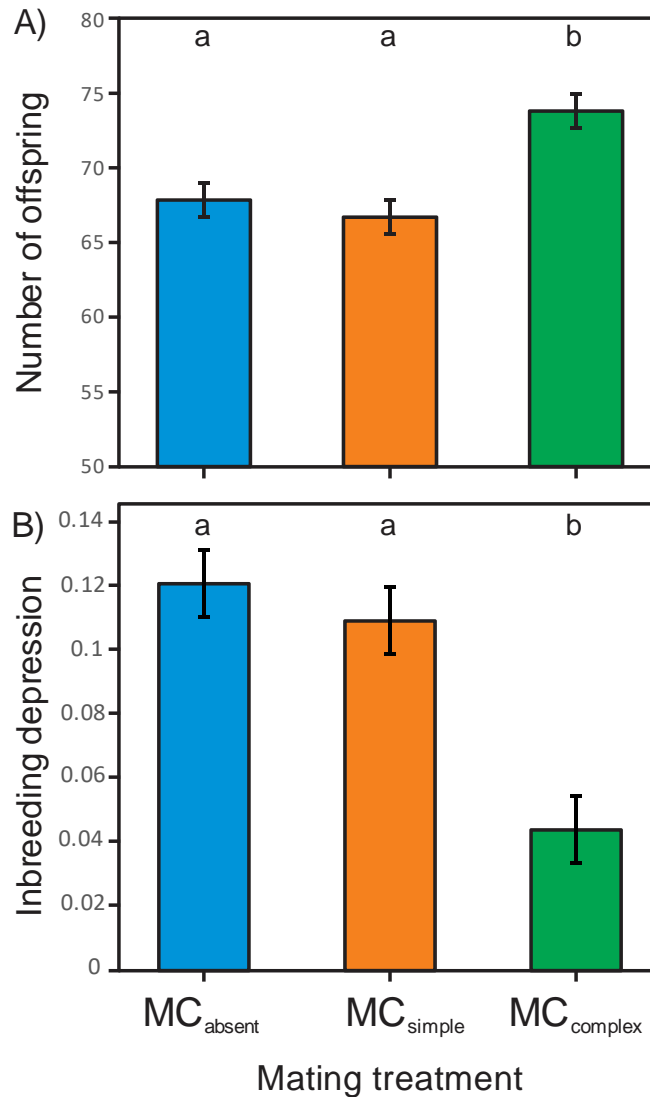 A)
a a b
Number of offspring
80
75
70
65
60
55
50
B)
a a b
Inbreeding depression
0.14
0.12
0.1
0.08
0.06
0.04
0.02
0
MCabsent MCsimple MCcomplex
Mating treatment